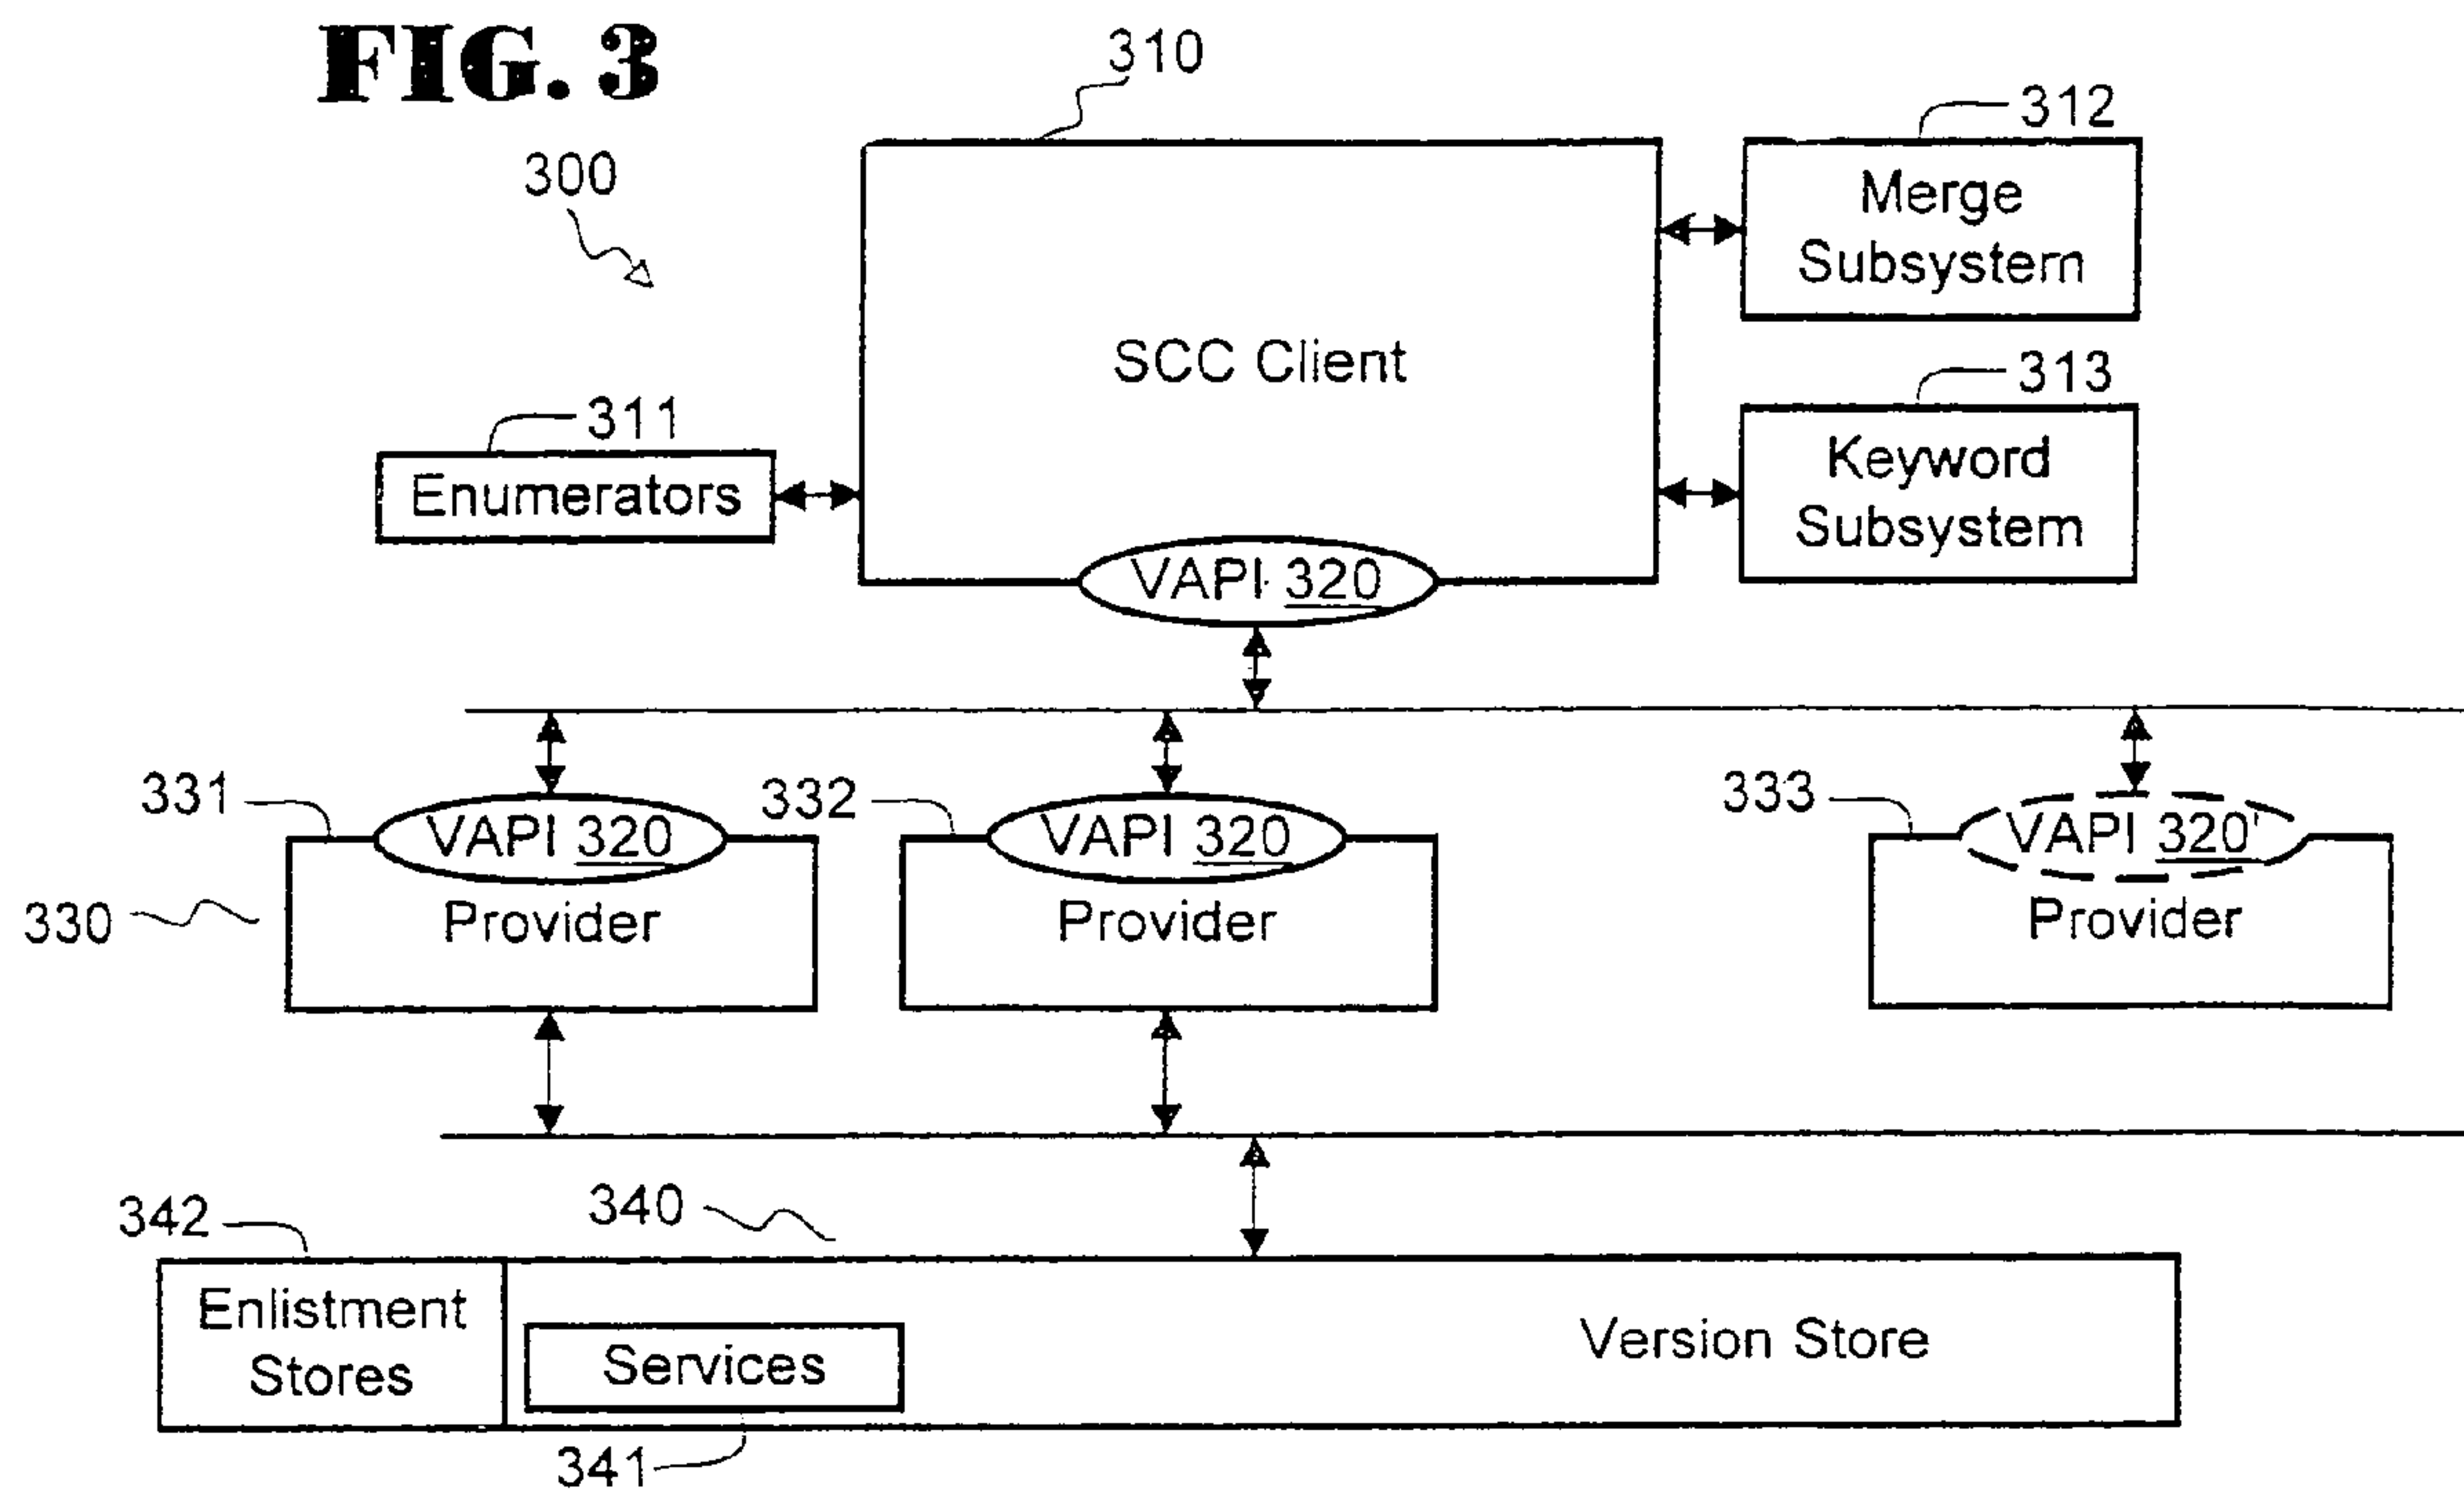 FIG. 3
310
312
300
Merge
Subsystem
SCC Client
313
311
Keyword
Subsystem
Enumerators
VAPI 320
331
332
333
VAPI 320
VAPI 320
VAPI 320'
330
Provider
Provider
Provider
342
340
Enlistment
Stores
Services
Version Store
341